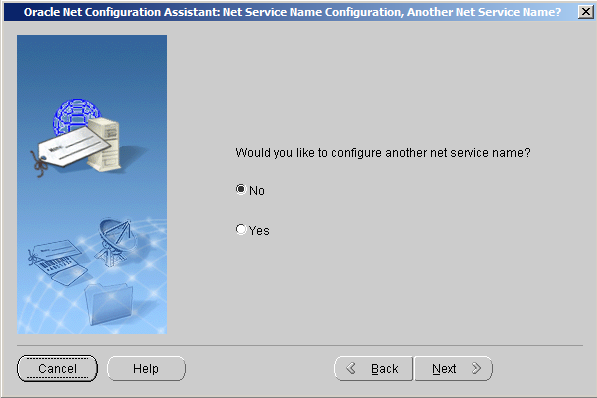 Oracle Net Configuration Assistant: Net Service Name Configuration, Another Net Service Name?
Would you like to configure another net service name?
No
Yes
Cancel
Help
Back
Next